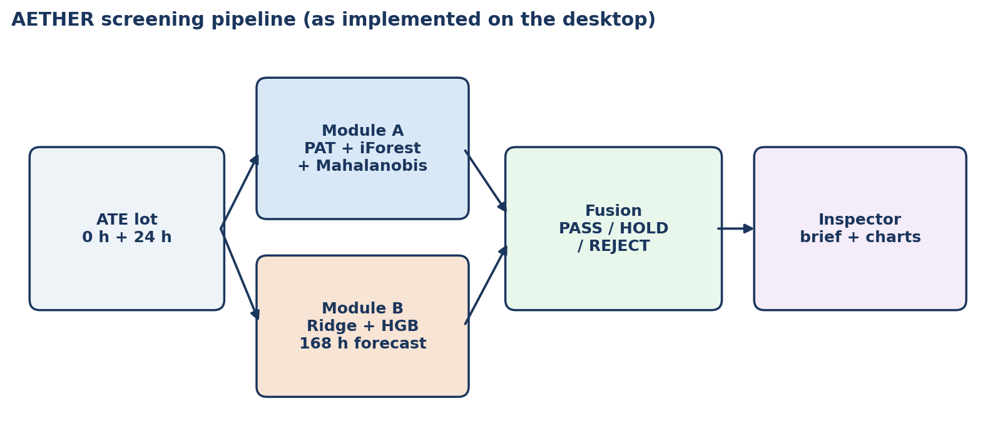 AETHER screening pipeline (as implemented on the desktop)
ATE lot
0 h + 24 h
Module A
PAT + iForest
+ Mahalanobis
Module B
Ridge + HGB
168 h forecast
Fusion
PASS / HOLD
/ REJECT
Inspector
brief + charts